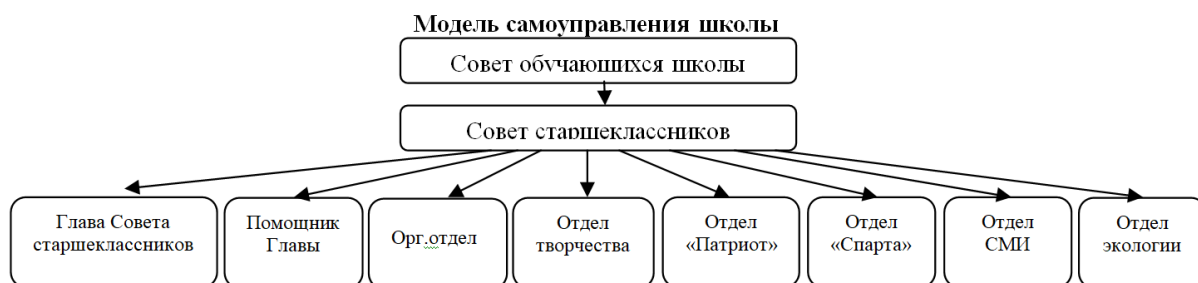 Модель самоуправления школы
Совет обучающихся школы
Совет старшеклассников
Глава Совета
старшеклассников
Помощник
Главы
Орг.отдел
Отдел
творчества
Отдел
«Патриот»
Отдел
«Спарта»
Отдел
СМИ
Отдел
экологии